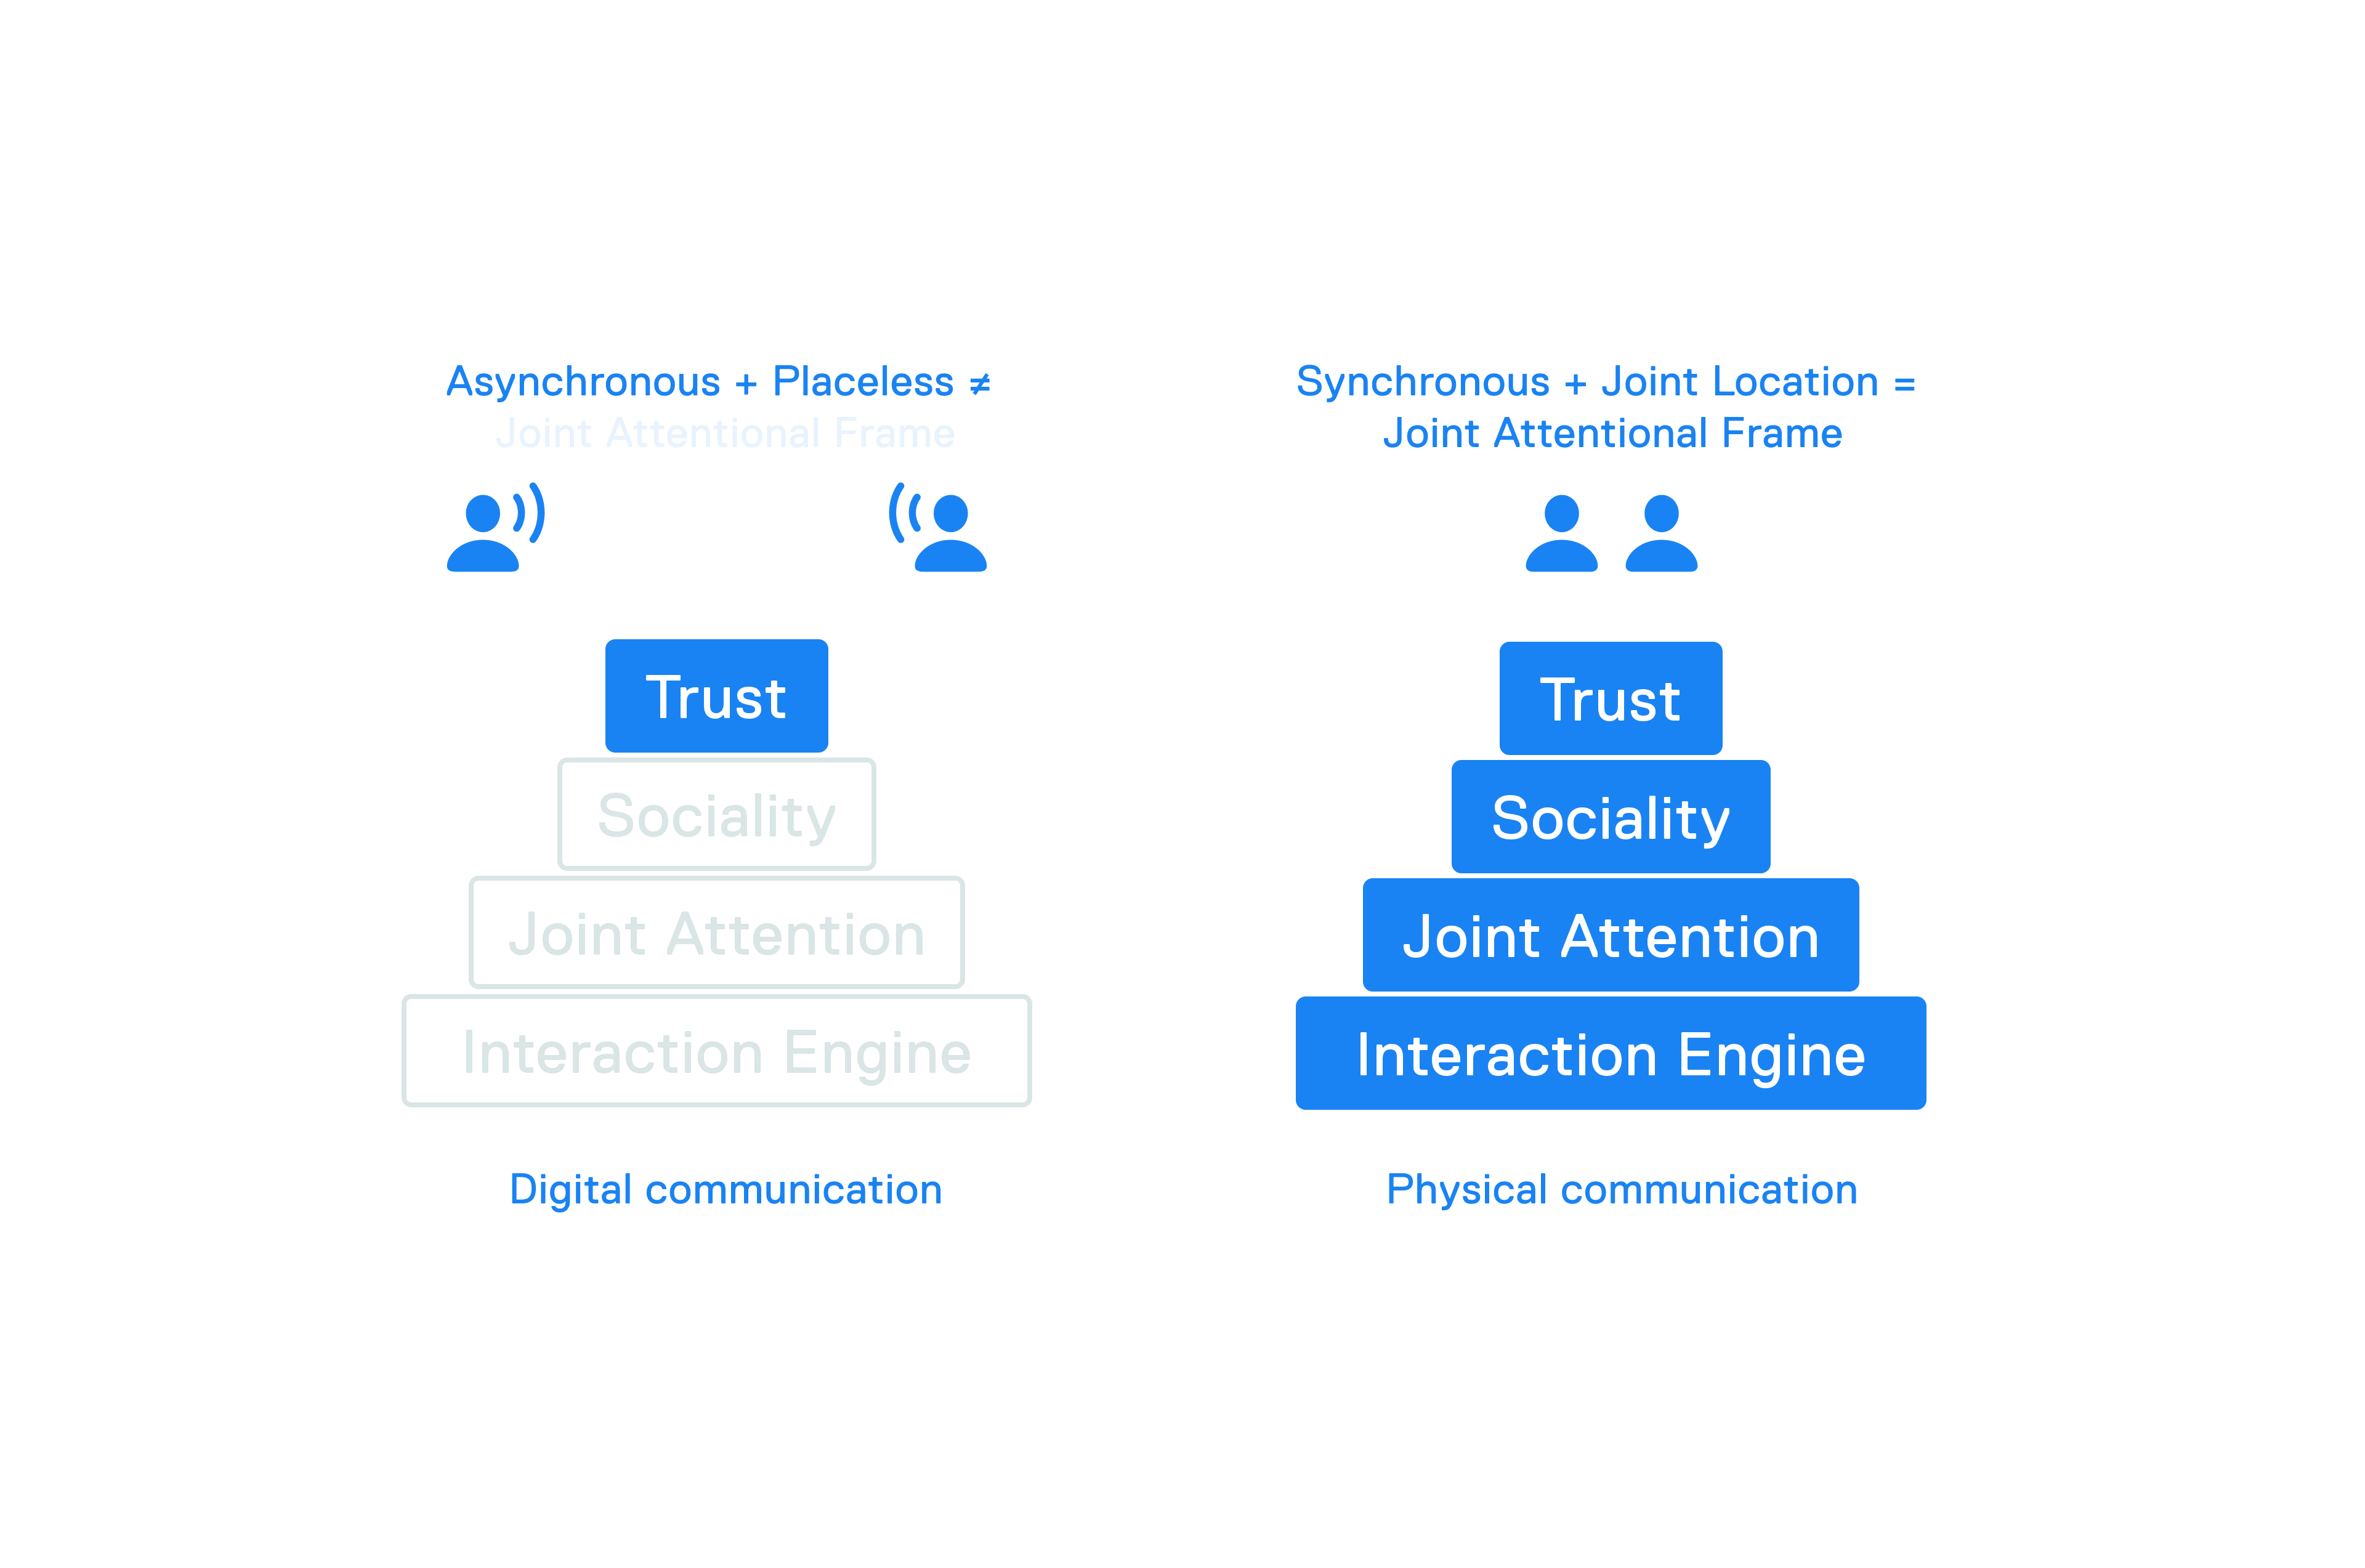 Asynchronous + Placeless ≠
Joint Attentional Frame
Trust
Sociality
Joint Attention
Interaction Engine
Digital communication
Synchronous + Joint Location =
Joint Attentional Frame
Trust
Sociality
Joint Attention
Interaction Engine
Physical communication